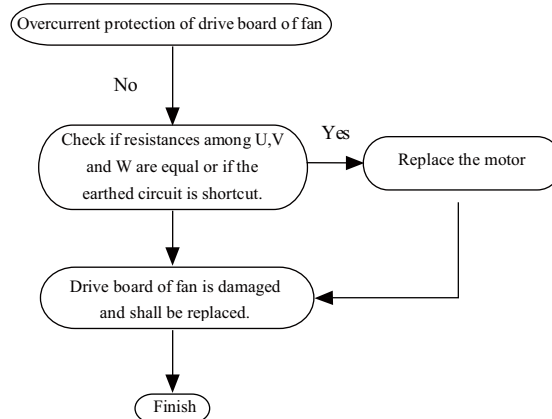 Overcurrent protection of drive board of fan
No
Check if resistances among U,V
and W are equal or if the
earthed circuit is shortcut.
Yes
Replace the motor
Drive board of fan is damaged
and shall be replaced.
Finish